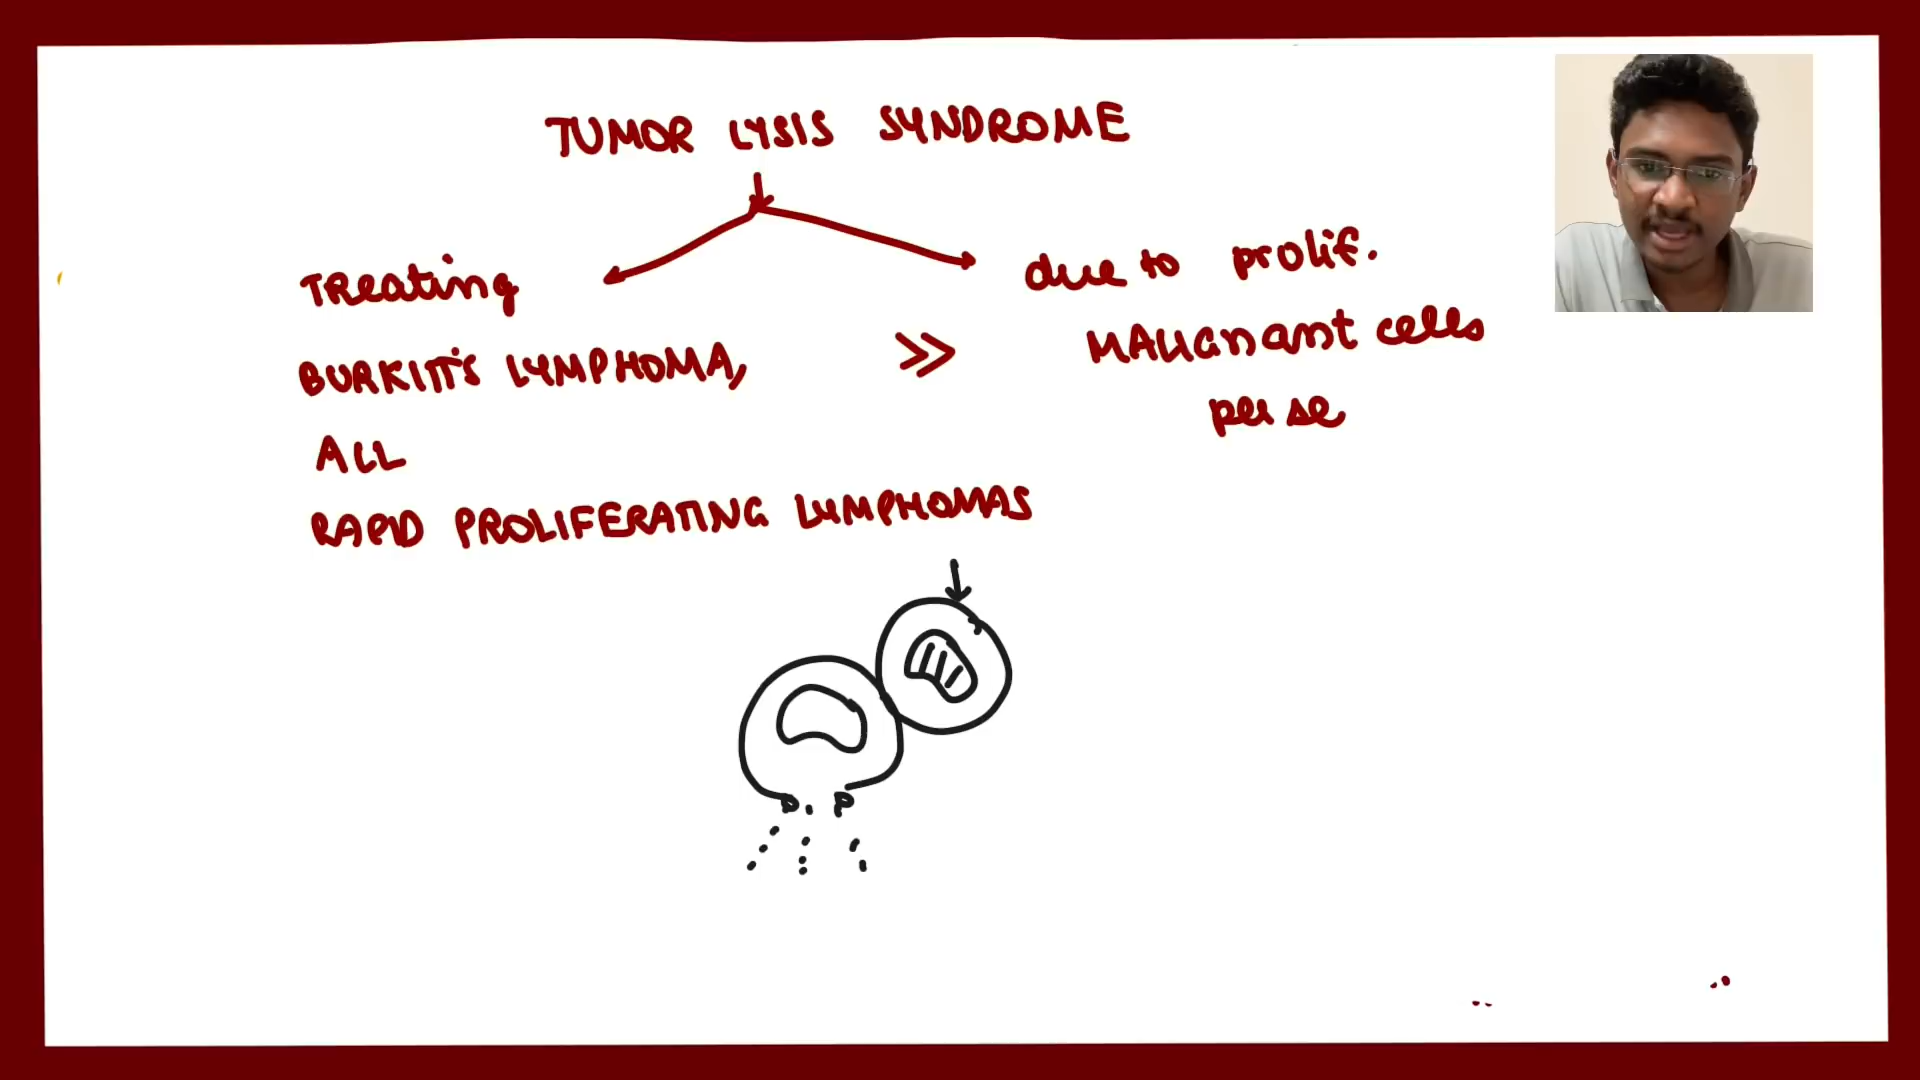 TUMOR LYSIS SYNDROME
TReating
due to prolif.
BURKITT'S LYMPHOMA,
>>
MALIGnant cells
per se
ALL
RAPID PROLIFERATING LYMPHOMAS